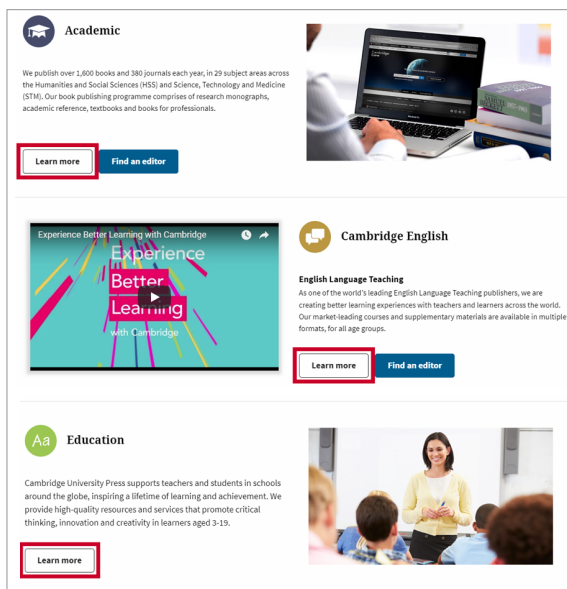 Academic
We publish over 1,600 books and 380 journals each year, in 29 subject areas across
the Humanities and Social Sciences (HSS) and Science, Technology and Medicine
(STM). Our book publishing programme comprises of research monographs,
academic reference, textbooks and books for professionals.
Learn more
Find an editor
Experience Better Learning with Cambridge
Experience
Better
Learning
with Cambridge
Cambridge English
English Language Teaching
As one of the world's leading English Language Teaching publishers, we are
creating better learning experiences with teachers and learners across the world.
Our market-leading courses and supplementary materials are available in multiple
formats, for all age groups.
Learn more
Find an editor
Aa
Education
Cambridge University Press supports teachers and students in schools
around the globe, inspiring a lifetime of learning and achievement. We
provide high-quality resources and services that promote critical
thinking, innovation and creativity in learners aged 3-19.
Learn more